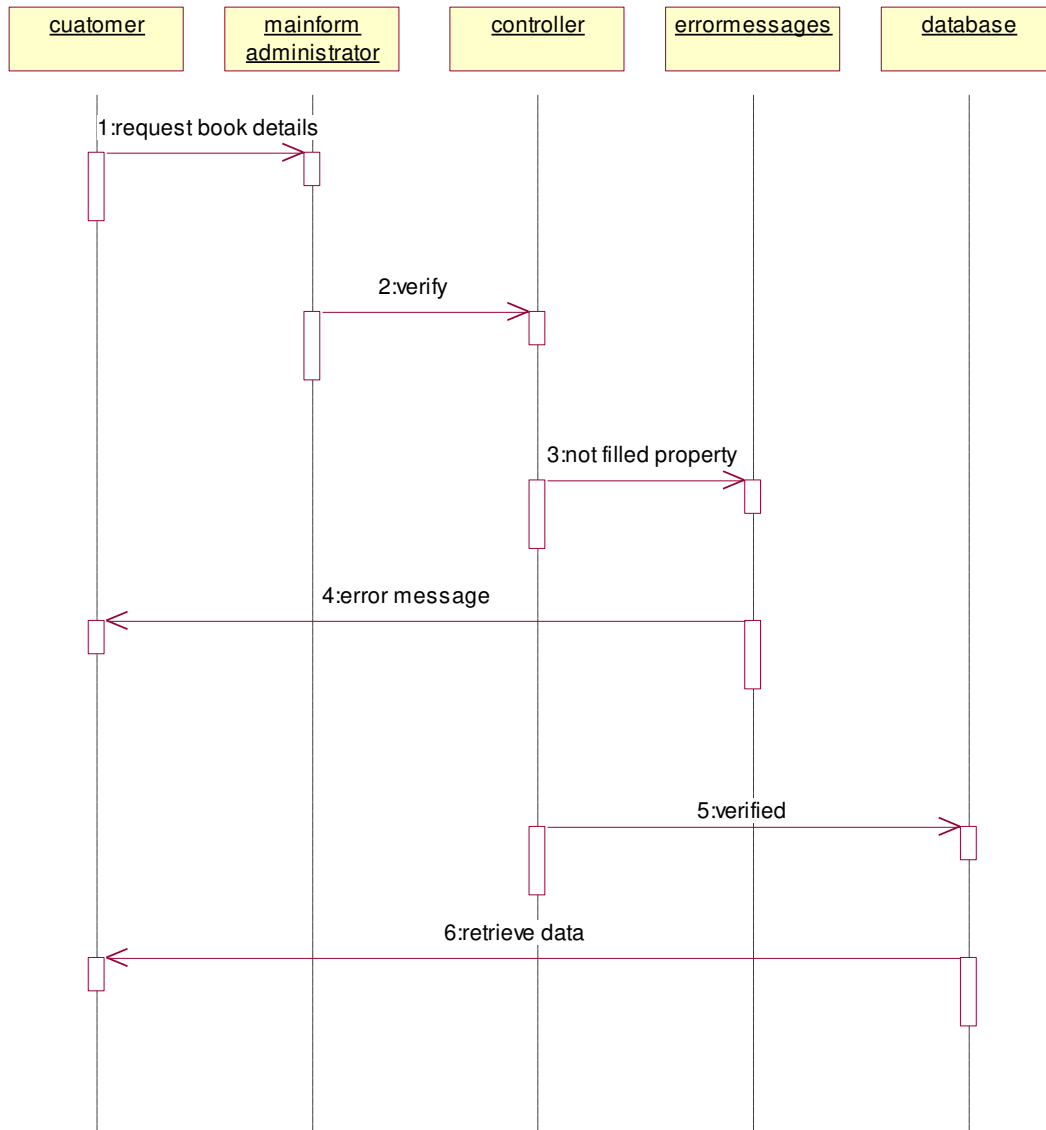 cuatomer
mainform
administrator
controller
errormessages
database
1:request book details
2:verify
3:not filled property
4:error message
5:verified
6:retrieve data